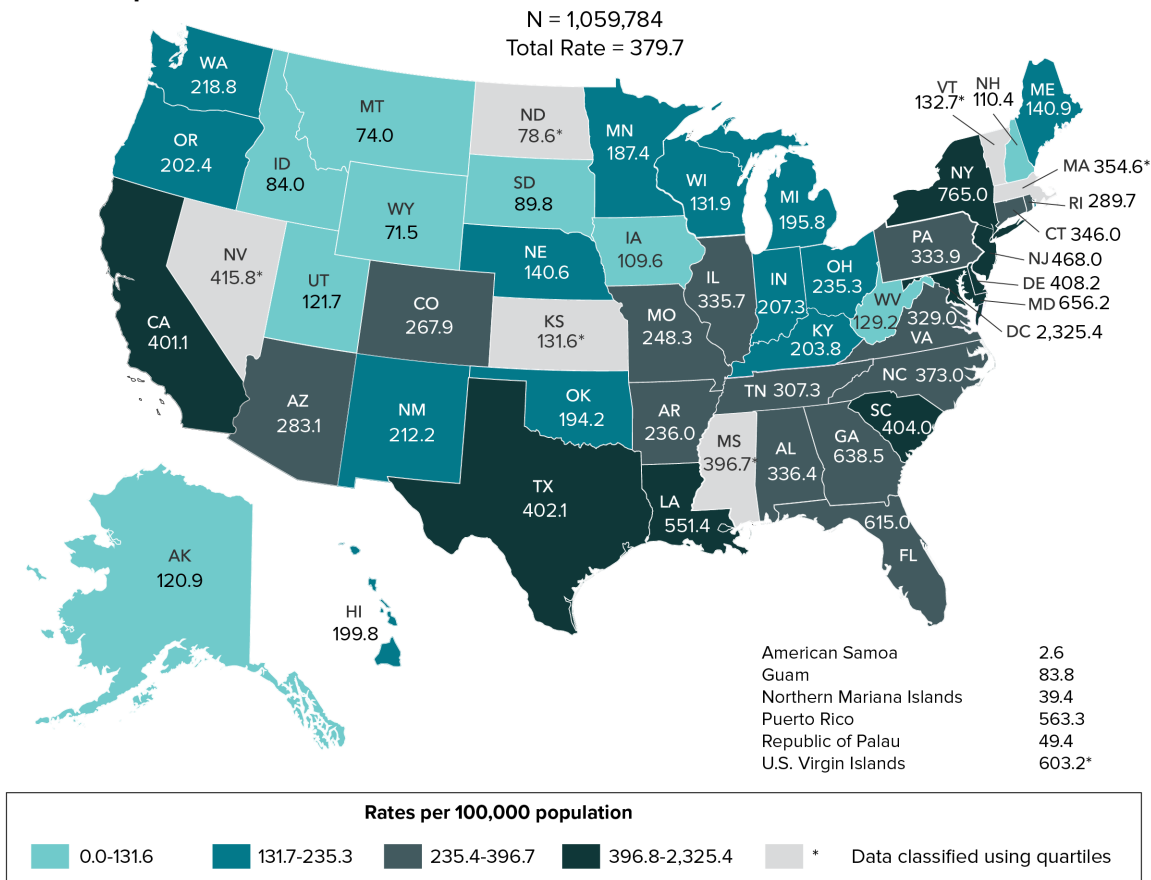 N = 1,059,784
Total Rate = 379.7
WA
218.8
MT
74.0
ND
78.6*
MN
187.4
VT
132.7*
NH
110.4
ME
140.9
OR
202.4
ID
84.0
SD
89.8
WI
131.9
MI
195.8
NY
765.0
MA 354.6*
RI 289.7
CT 346.0
WY
71.5
NV
415.8*
UT
121.7
NE
140.6
IA
109.6
PA
333.9
NJ 468.0
DE 408.2
MD 656.2
DC 2,325.4
IL
335.7
IN
207.3
OH
235.3
WV
129.2
329.0
VA
CA
401.1
CO
267.9
KS
131.6*
MO
248.3
KY
203.8
NC 373.0
TN 307.3
AZ
283.1
NM
212.2
OK
194.2
AR
236.0
SC
404.0
MS
396.7*
AL
336.4
GA
638.5
TX
402.1
LA
551.4
615.0
FL
AK
120.9
HI
199.8
American Samoa 2.6
Guam 83.8
Northern Mariana Islands 39.4
Puerto Rico 563.3
Republic of Palau 49.4
U.S. Virgin Islands 603.2*
Rates per 100,000 population
0.0-131.6 131.7-235.3 235.4-396.7 396.8-2,325.4 * Data classified using quartiles